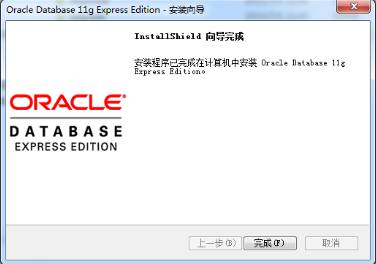 Oracle Database 11g Express Edition - 安装向导
InstallShield 向导完成
安装程序已完成在计算机中安装 Oracle Database 11g
Express Edition。
ORACLE
DATABASE
EXPRESS EDITION
上一步(B)
完成(F)
取消